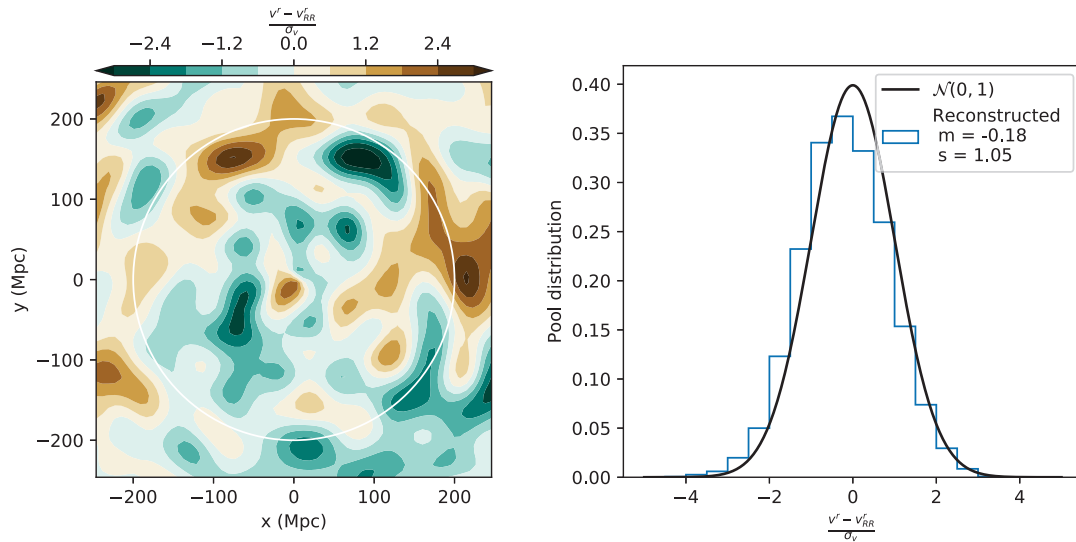 v^r − v^r_RR
σ_v
−2.4 −1.2 0.0 1.2 2.4
y (Mpc)
200
100
0
−100
−200
−200 −100 0 100 200
x (Mpc)
Pool distribution
0.40
0.35
0.30
0.25
0.20
0.15
0.10
0.05
0.00
𝒩(0, 1)
Reconstructed
m = -0.18
s = 1.05
−4 −2 0 2 4
v^r − v^r_RR
σ_v